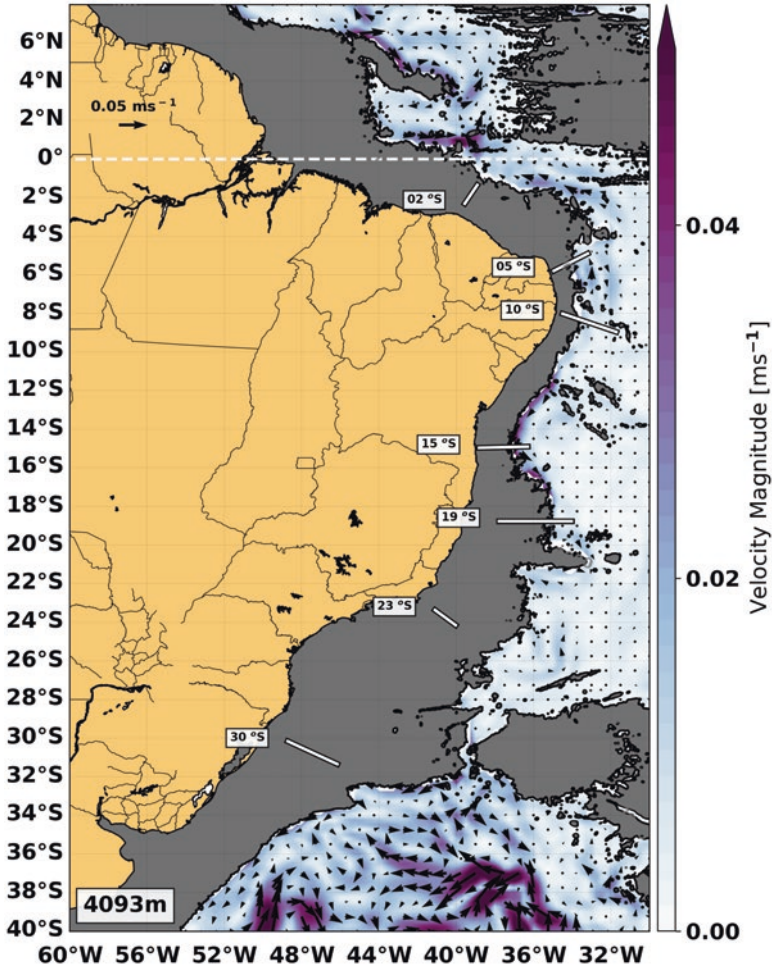 6°N
4°N
2°N
0°
2°S
4°S
6°S
8°S
10°S
12°S
14°S
16°S
18°S
20°S
22°S
24°S
26°S
28°S
30°S
32°S
34°S
36°S
38°S
40°S
0.05 ms⁻¹
02 °S
05 °S
10 °S
15 °S
19 °S
23 °S
30 °S
4093m
60°W 56°W 52°W 48°W 44°W 40°W 36°W 32°W
0.04
0.02
0.00
Velocity Magnitude [ms⁻¹]